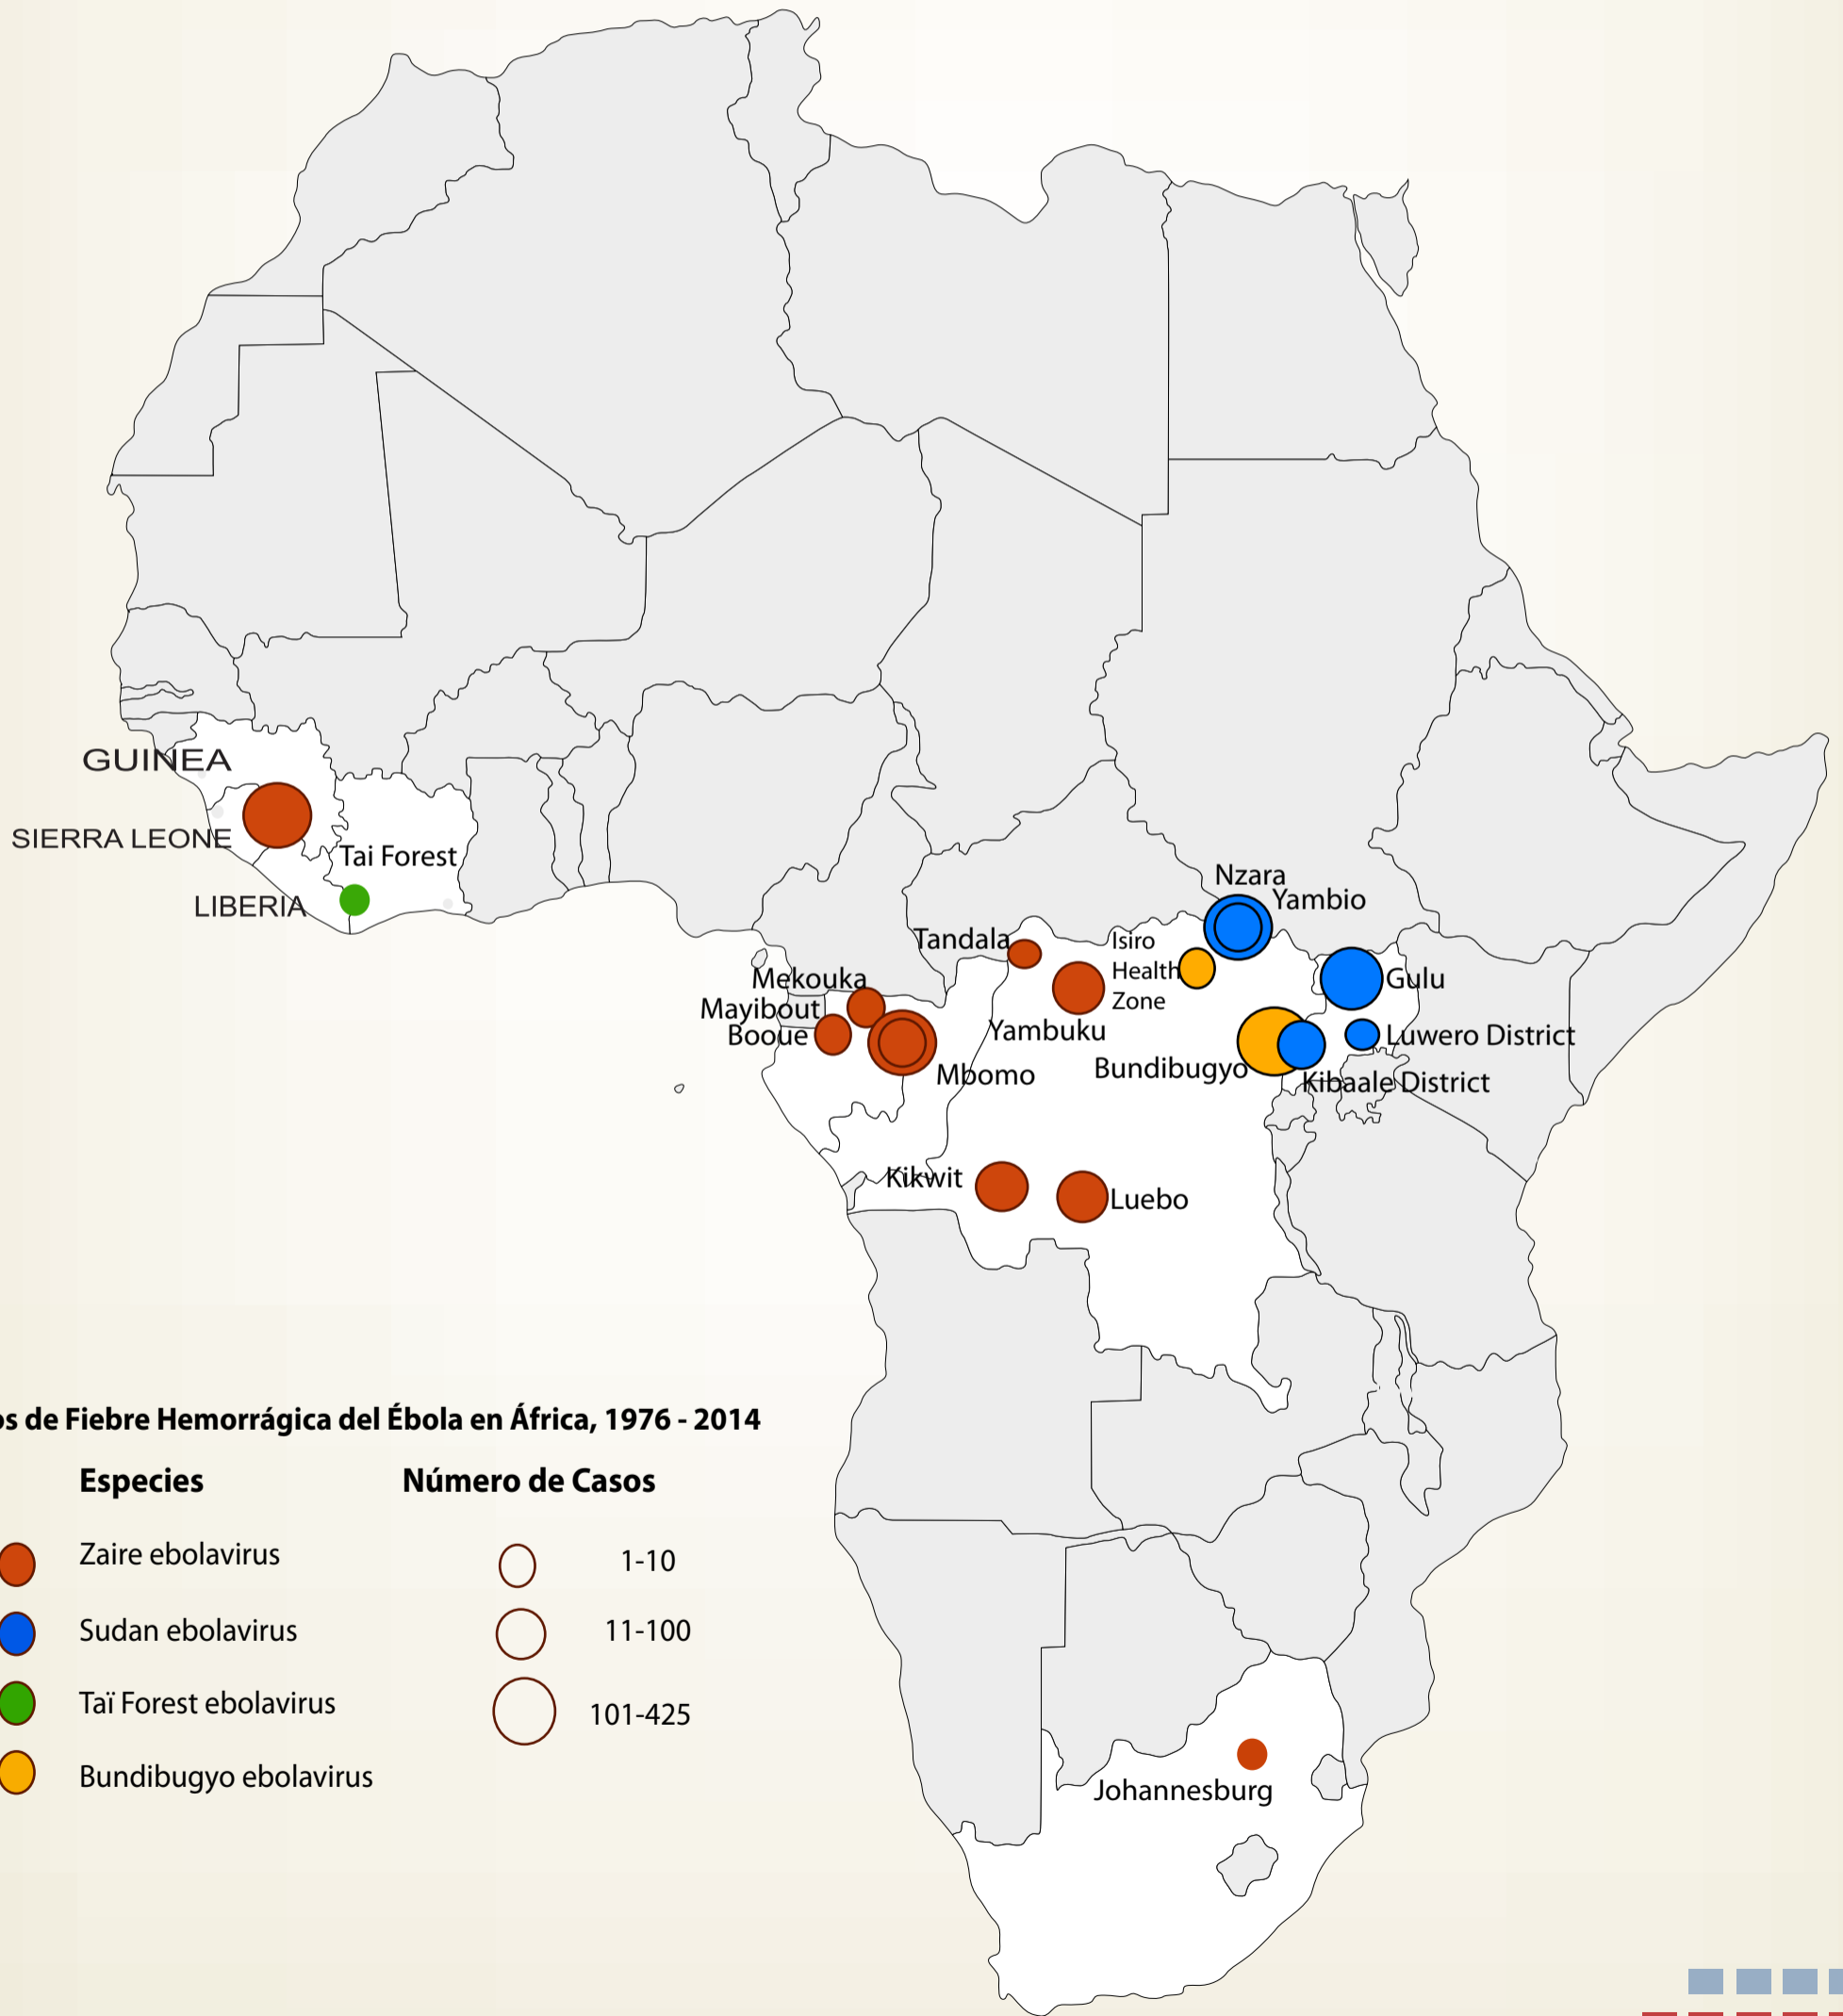 GUINEA
SIERRA LEONE
Tai Forest
LIBERIA
Nzara
Yambio
Tandala
Isiro
Health
Zone
Mekouka
Gulu
Mayibout
Booue
Yambuku
Luwero District
Mbomo
Bundibugyo
Kibaale District
Kikwit
Luebo
de Fiebre Hemorrágica del Ébola en África, 1976 - 2014
Especies Número de Casos
Zaire ebolavirus 1-10
Sudan ebolavirus 11-100
Taï Forest ebolavirus 101-425
Bundibugyo ebolavirus
Johannesburg